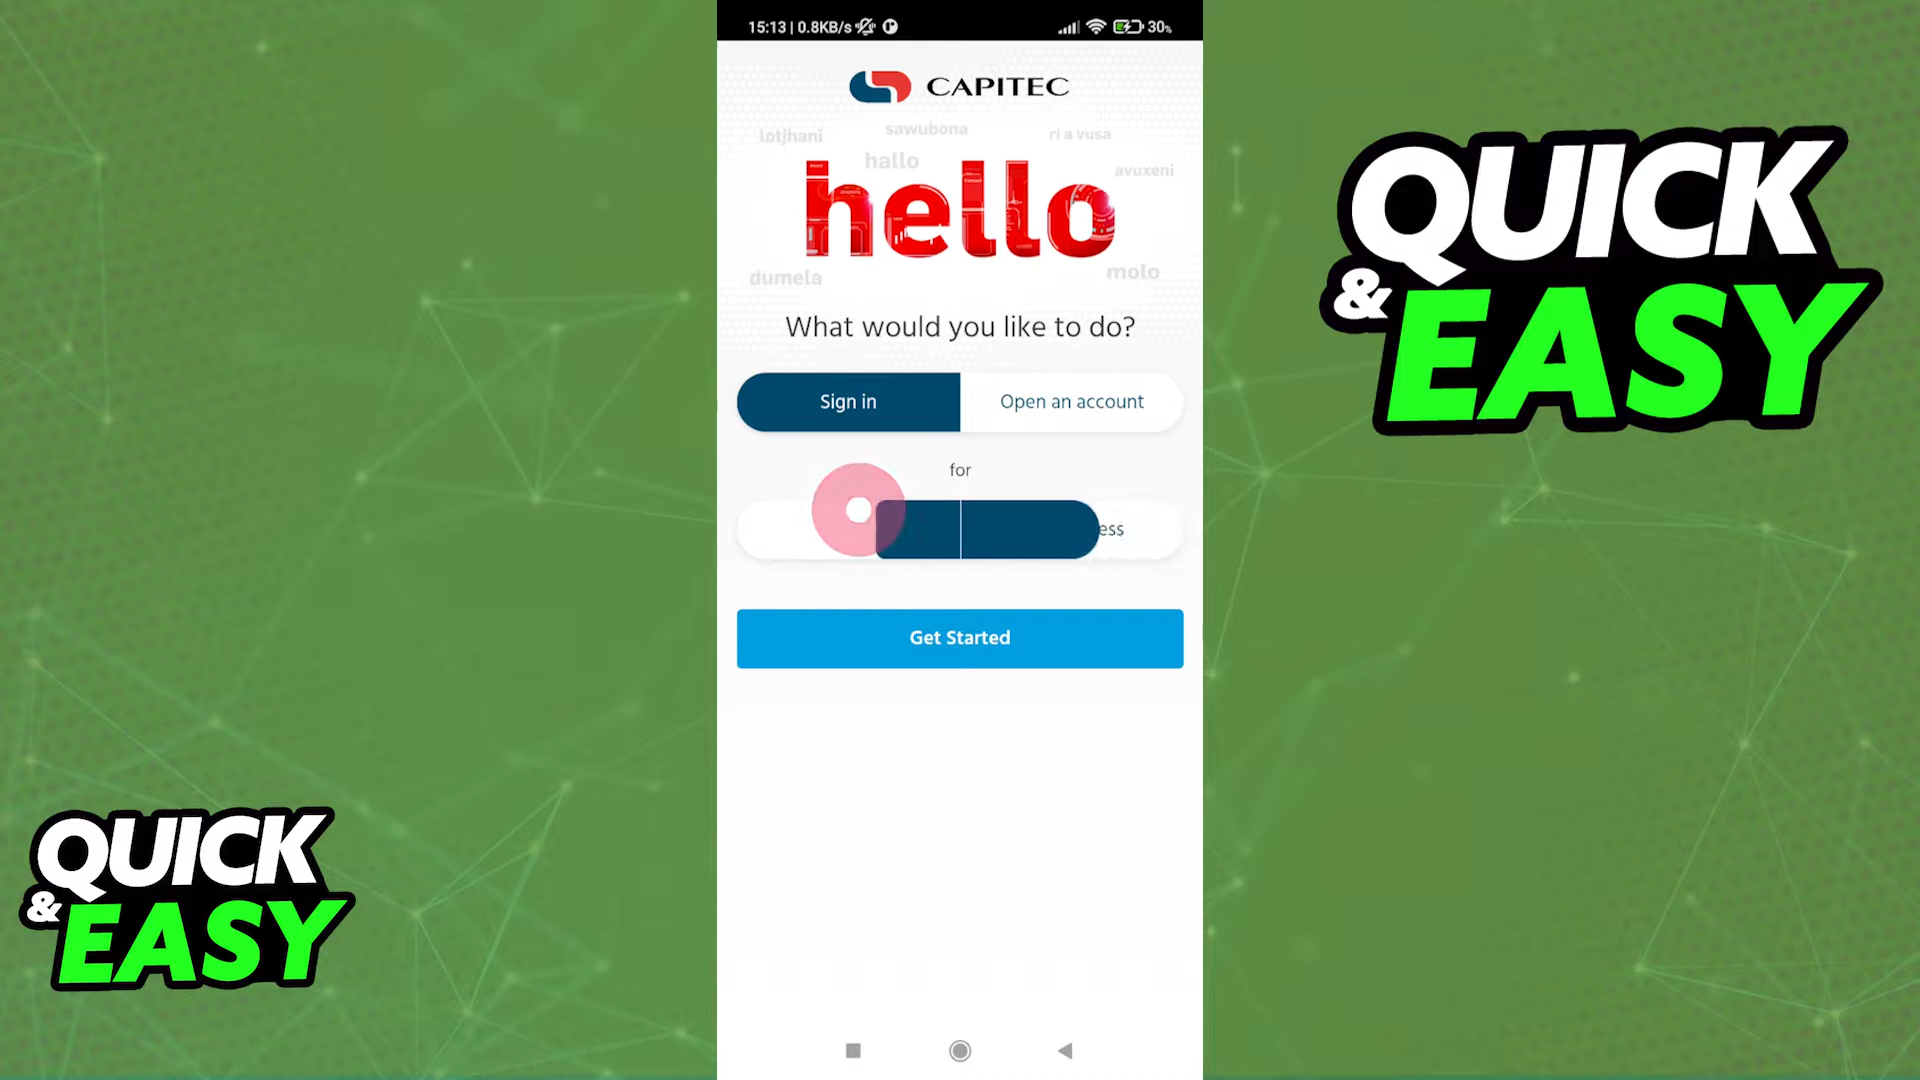 15:13 | 0.8KB/s
30%
CAPITEC
lotjhani
sawubona
ri a vusa
hallo
avuxeni
hello
dumela
molo
What would you like to do?
Sign in
Open an account
for
ess
Get Started
QUICK
& EASY
QUICK
& EASY